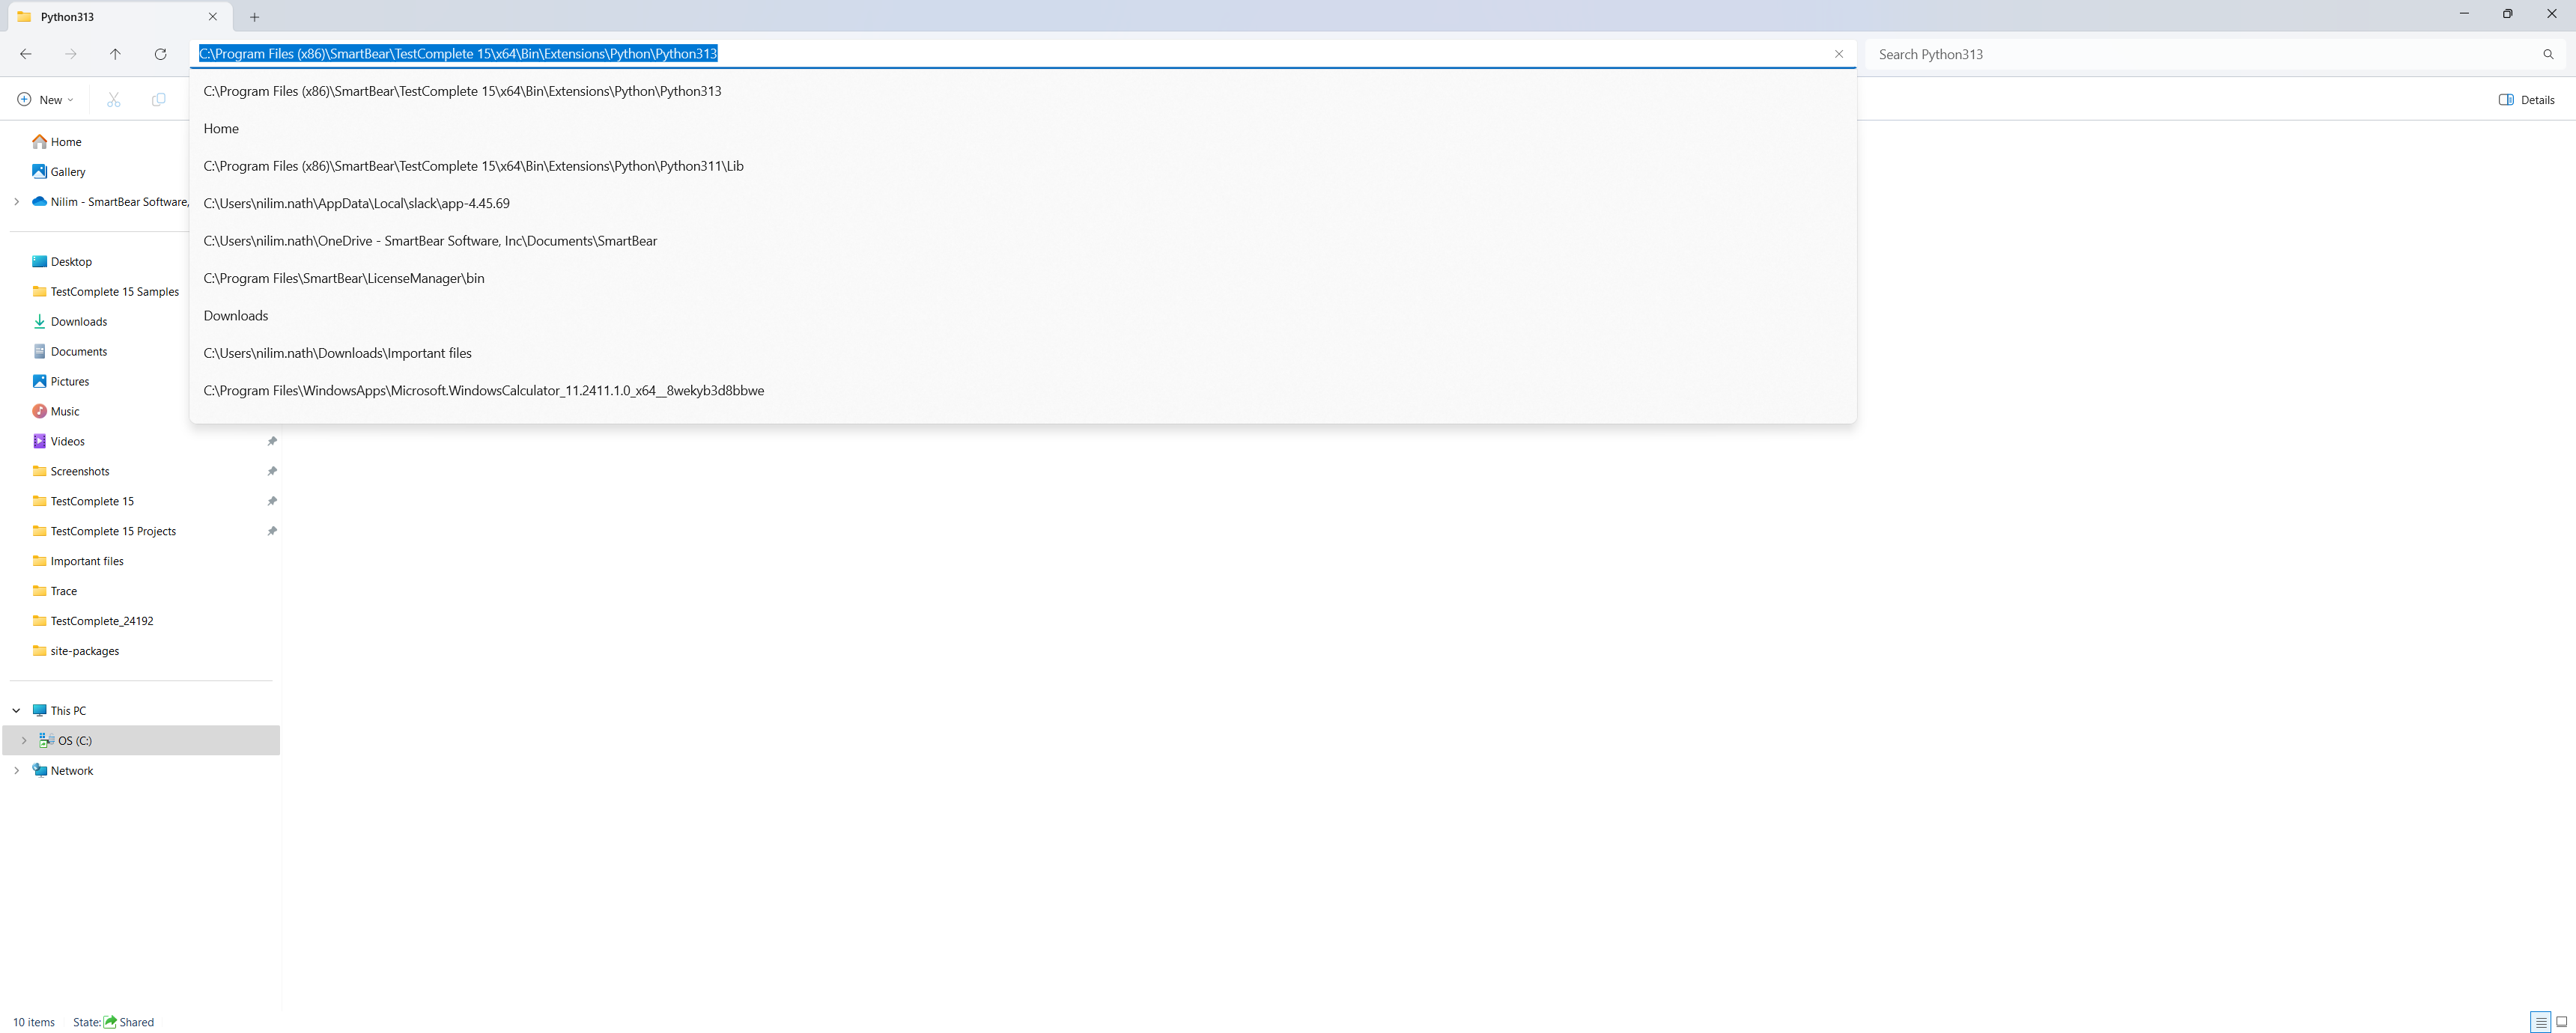 Python313
C:\Program Files (x86)\SmartBear\TestComplete 15\x64\Bin\Extensions\Python\Python313
Search Python313
New
Details
C:\Program Files (x86)\SmartBear\TestComplete 15\x64\Bin\Extensions\Python\Python313
Home
C:\Program Files (x86)\SmartBear\TestComplete 15\x64\Bin\Extensions\Python\Python311\Lib
C:\Users\nilim.nath\AppData\Local\slack\app-4.45.69
C:\Users\nilim.nath\OneDrive - SmartBear Software, Inc\Documents\SmartBear
C:\Program Files\SmartBear\LicenseManager\bin
Downloads
C:\Users\nilim.nath\Downloads\Important files
C:\Program Files\WindowsApps\Microsoft.WindowsCalculator_11.2411.1.0_x64__8wekyb3d8bbwe
Home
Gallery
Nilim - SmartBear Software,
Desktop
TestComplete 15 Samples
Downloads
Documents
Pictures
Music
Videos
Screenshots
TestComplete 15
TestComplete 15 Projects
Important files
Trace
TestComplete_24192
site-packages
This PC
OS (C:)
Network
10 items State: Shared